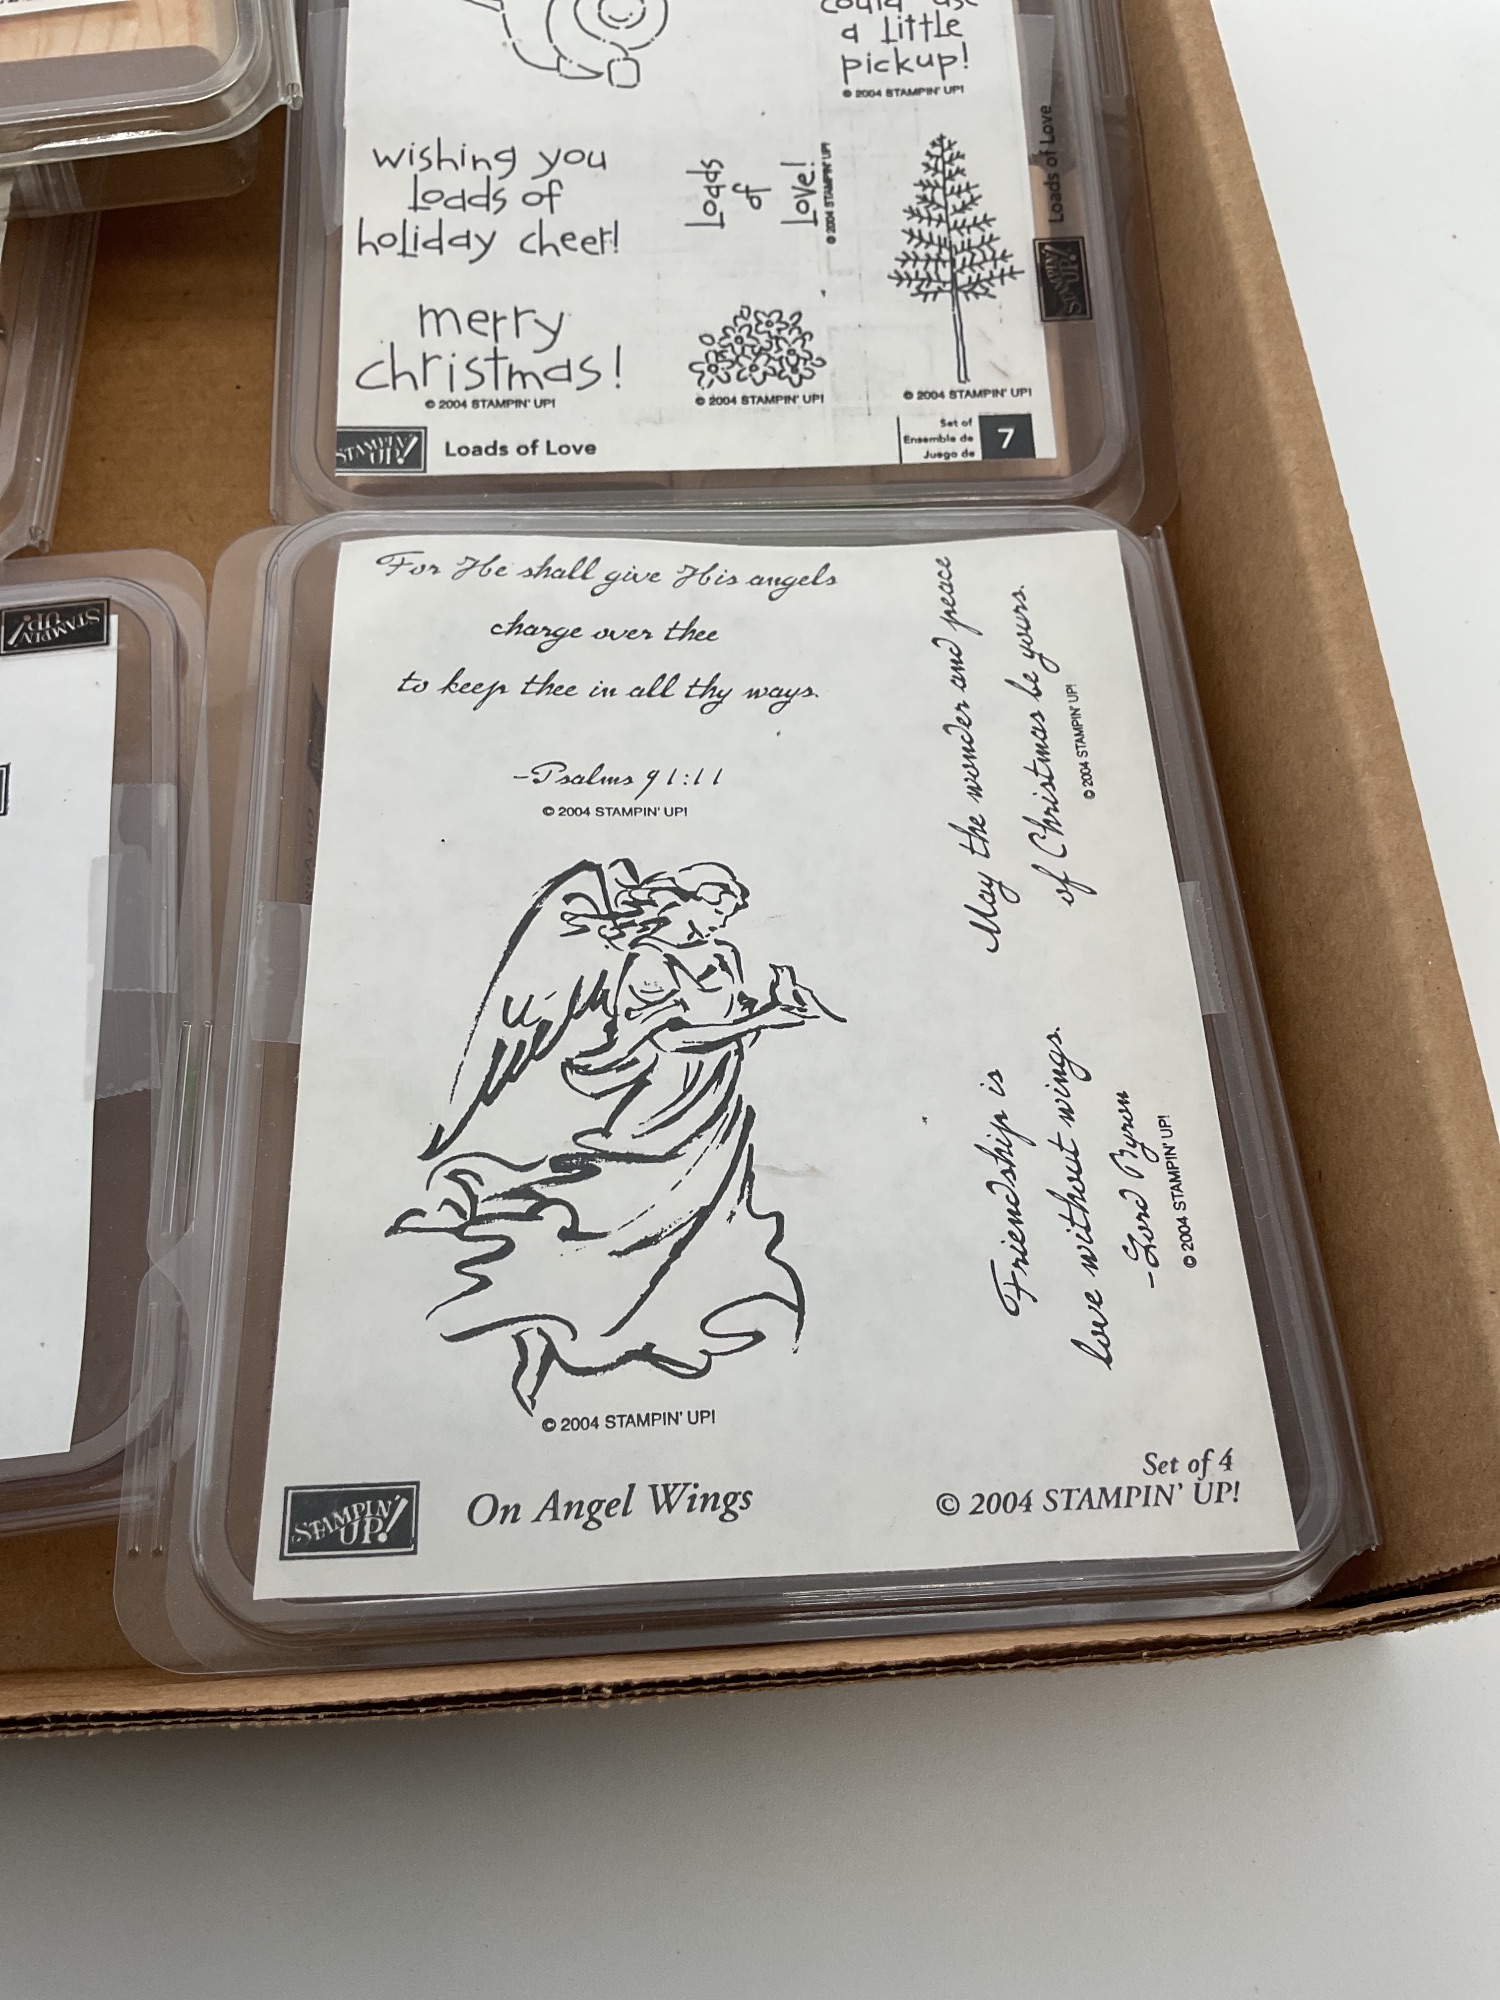 a little
pickup!
© 2004 STAMPIN' UP!
wishing you
loads of
holiday cheer!
loads
of
love!
© 2004 STAMPIN' UP!
Loads of Love
STAMPIN' UP!
merry
christmas!
© 2004 STAMPIN' UP!
© 2004 STAMPIN' UP!
© 2004 STAMPIN' UP!
STAMPIN' UP!
Loads of Love
Set of
Ensemble de
Juego de
7
STAMPIN' UP!
For He shall give His angels
charge over thee
to keep thee in all thy ways.
-Psalms 91:11
© 2004 STAMPIN' UP!
May the wonder and peace
of Christmas be yours.
© 2004 STAMPIN' UP!
Friendship is
love without wings.
-Lord Byron
© 2004 STAMPIN' UP!
© 2004 STAMPIN' UP!
STAMPIN' UP!
On Angel Wings
Set of 4
© 2004 STAMPIN' UP!